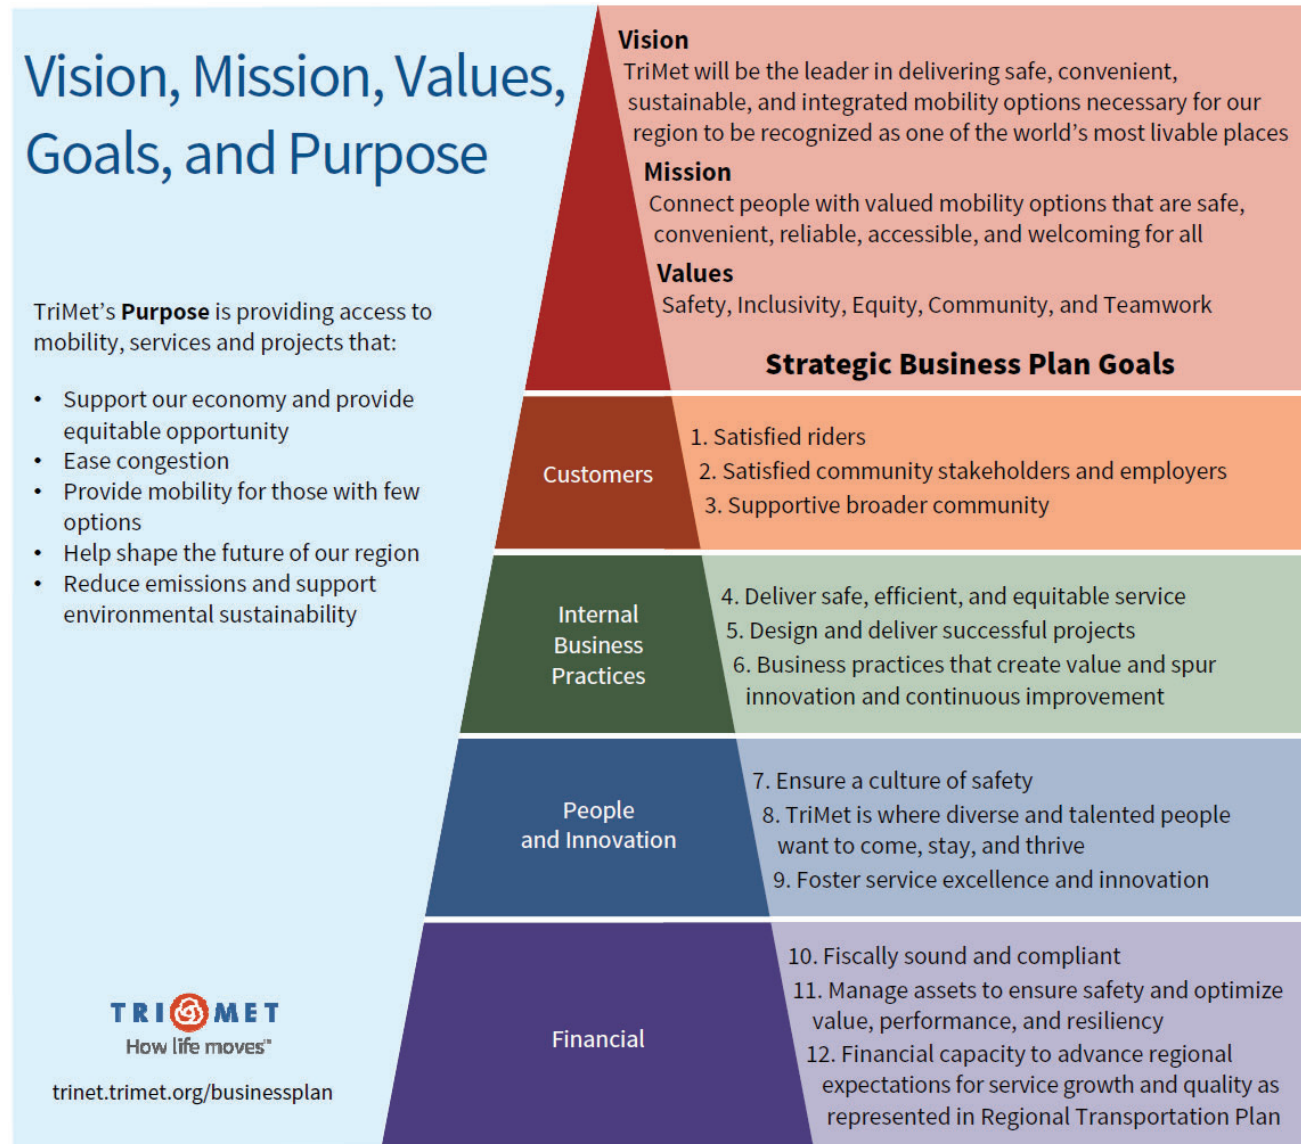 Vision, Mission, Values,
Goals, and Purpose
TriMet's Purpose is providing access to
mobility, services and projects that:
• Support our economy and provide
equitable opportunity
• Ease congestion
• Provide mobility for those with few
options
• Help shape the future of our region
• Reduce emissions and support
environmental sustainability
TRI MET
How life moves™
trinet.trimet.org/businessplan
Vision
TriMet will be the leader in delivering safe, convenient,
sustainable, and integrated mobility options necessary for our
region to be recognized as one of the world's most livable places
Mission
Connect people with valued mobility options that are safe,
convenient, reliable, accessible, and welcoming for all
Values
Safety, Inclusivity, Equity, Community, and Teamwork
Strategic Business Plan Goals
Customers
1. Satisfied riders
2. Satisfied community stakeholders and employers
3. Supportive broader community
Internal
Business
Practices
4. Deliver safe, efficient, and equitable service
5. Design and deliver successful projects
6. Business practices that create value and spur
innovation and continuous improvement
People
and Innovation
7. Ensure a culture of safety
8. TriMet is where diverse and talented people
want to come, stay, and thrive
9. Foster service excellence and innovation
Financial
10. Fiscally sound and compliant
11. Manage assets to ensure safety and optimize
value, performance, and resiliency
12. Financial capacity to advance regional
expectations for service growth and quality as
represented in Regional Transportation Plan